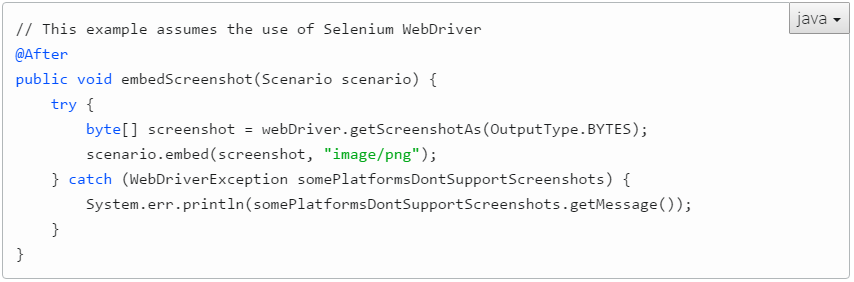 // This example assumes the use of Selenium WebDriver
java
@After
public void embedScreenshot(Scenario scenario) {
    try {
        byte[] screenshot = webDriver.getScreenshotAs(OutputType.BYTES);
        scenario.embed(screenshot, "image/png");
    } catch (WebDriverException somePlatformsDontSupportScreenshots) {
        System.err.println(somePlatformsDontSupportScreenshots.getMessage());
    }
}